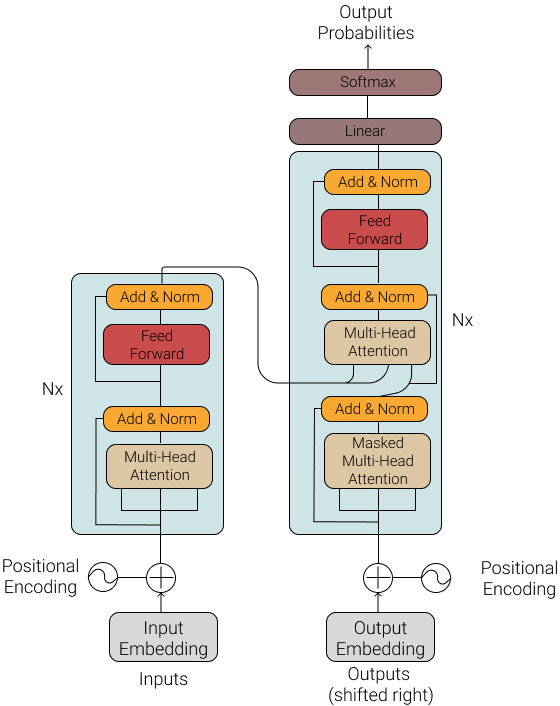 Output
Probabilities
Softmax
Linear
Add & Norm
Feed
Forward
Add & Norm
Multi-Head
Attention
Nx
Add & Norm
Masked
Multi-Head
Attention
Positional
Encoding
Output
Embedding
Outputs
(shifted right)
Add & Norm
Feed
Forward
Nx
Add & Norm
Multi-Head
Attention
Positional
Encoding
Input
Embedding
Inputs